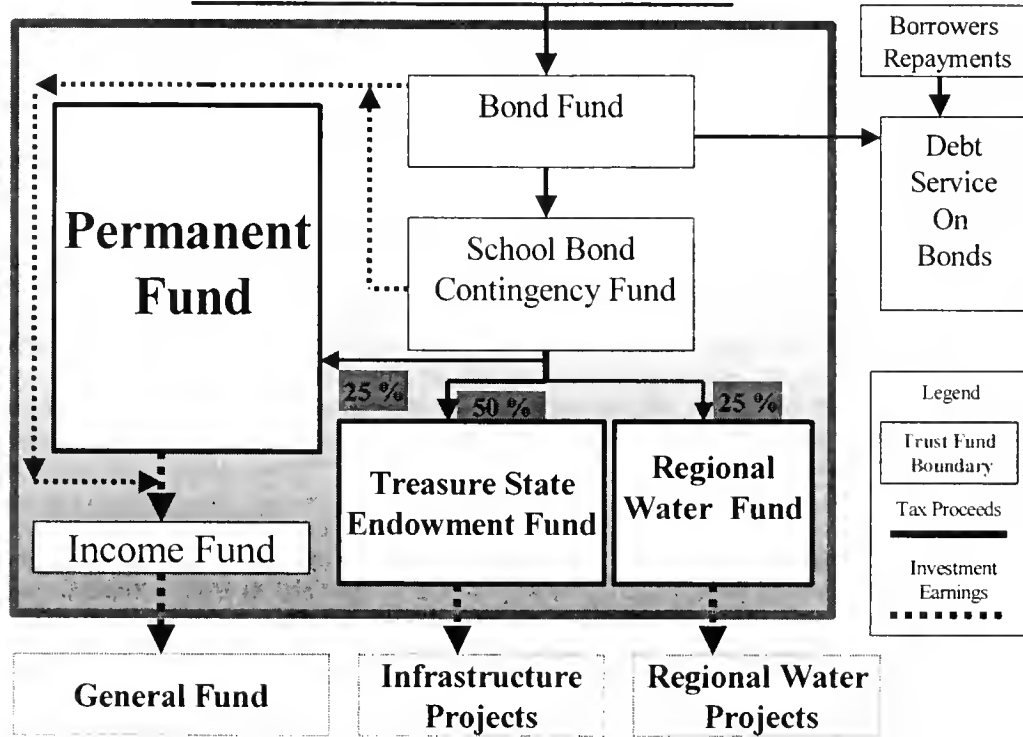 Borrowers
Repayments
Bond Fund
Debt
Service
On
Bonds
Permanent
Fund
School Bond
Contingency Fund
25 %
50 %
25 %
Legend
Trust Fund
Boundary
Tax Proceeds
Investment
Earnings
Treasure State
Endowment Fund
Regional
Water Fund
Income Fund
General Fund
Infrastructure
Projects
Regional Water
Projects